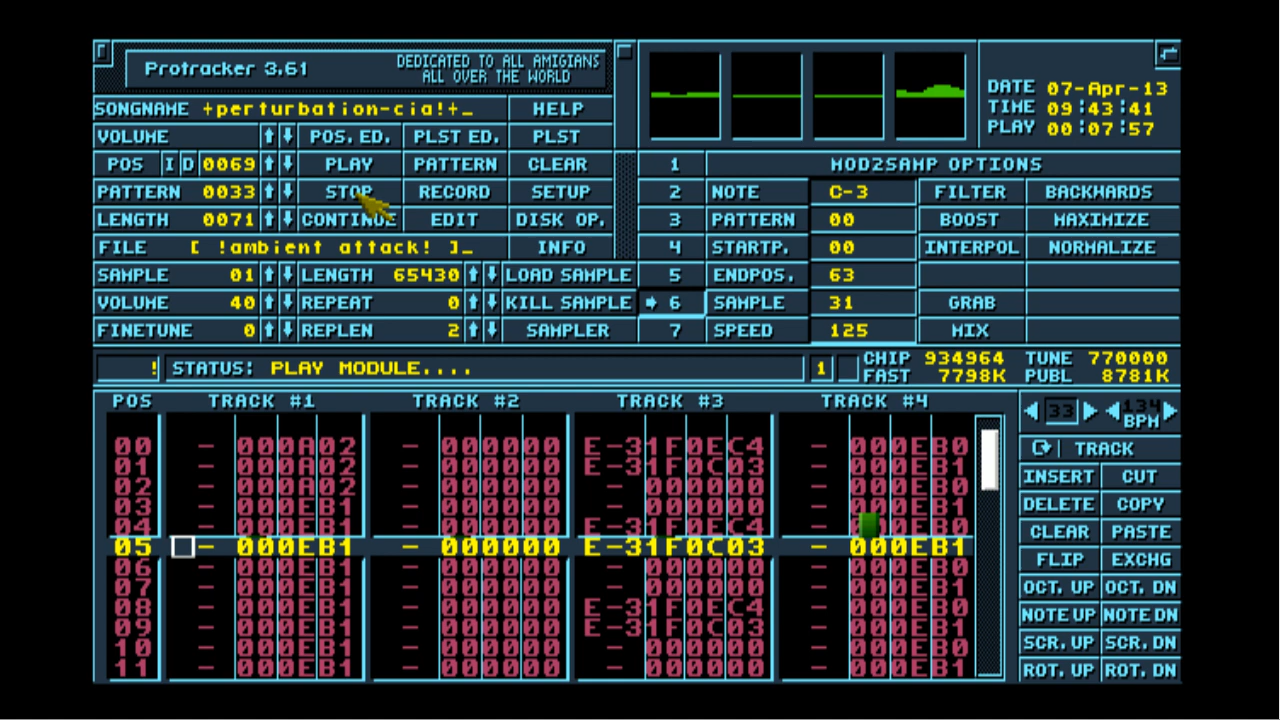 Protracker 3.61
DEDICATED TO ALL AMIGIANS
ALL OVER THE WORLD
DATE 07-Apr-13
TIME 09:43:41
PLAY 00:07:57
SONGNAME +perturbation-cia!+_ HELP
VOLUME POS. ED. PLST ED. PLST
POS I D 0069 PLAY PATTERN CLEAR 1 MOD2SAMP OPTIONS
PATTERN 0033 STOP RECORD SETUP 2 NOTE C-3 FILTER BACKWARDS
LENGTH 0071 CONTINUE EDIT DISK OP. 3 PATTERN 00 BOOST MAXIMIZE
FILE [ !ambient attack! ]_ INFO 4 STARTP. 00 INTERPOL NORMALIZE
SAMPLE 01 LENGTH 65430 LOAD SAMPLE 5 ENDPOS. 63
VOLUME 40 REPEAT 0 KILL SAMPLE 6 SAMPLE 31 GRAB
FINETUNE 0 REPLEN 2 SAMPLER 7 SPEED 125 MIX
! STATUS: PLAY MODULE.... 1 CHIP 934964 TUNE 770000
FAST 7798K PUBL 8781K
POS TRACK #1 TRACK #2 TRACK #3 TRACK #4 33 134
BPM
00 - 000A02 - 000000 E-31F0EC4 - 000EB0
01 - 000A02 - 000000 E-31F0C03 - 000EB1
02 - 000A02 - 000000 - 000000 - 000EB0
03 - 000EB1 - 000000 - 000000 - 000EB1
04 - 000EB1 - 000000 E-31F0EC4 - 000EB0
05 - 000EB1 - 000000 E-31F0C03 - 000EB1
06 - 000EB1 - 000000 - 000000 - 000EB0
07 - 000EB1 - 000000 - 000000 - 000EB1
08 - 000EB1 - 000000 E-31F0EC4 - 000EB0
09 - 000EB1 - 000000 E-31F0C03 - 000EB1
10 - 000EB1 - 000000 - 000000 - 000EB0
11 - 000EB1 - 000000 - 000000 - 000EB1
TRACK
INSERT CUT
DELETE COPY
CLEAR PASTE
FLIP EXCHG
OCT. UP OCT. DN
NOTE UP NOTE DN
SCR. UP SCR. DN
ROT. UP ROT. DN